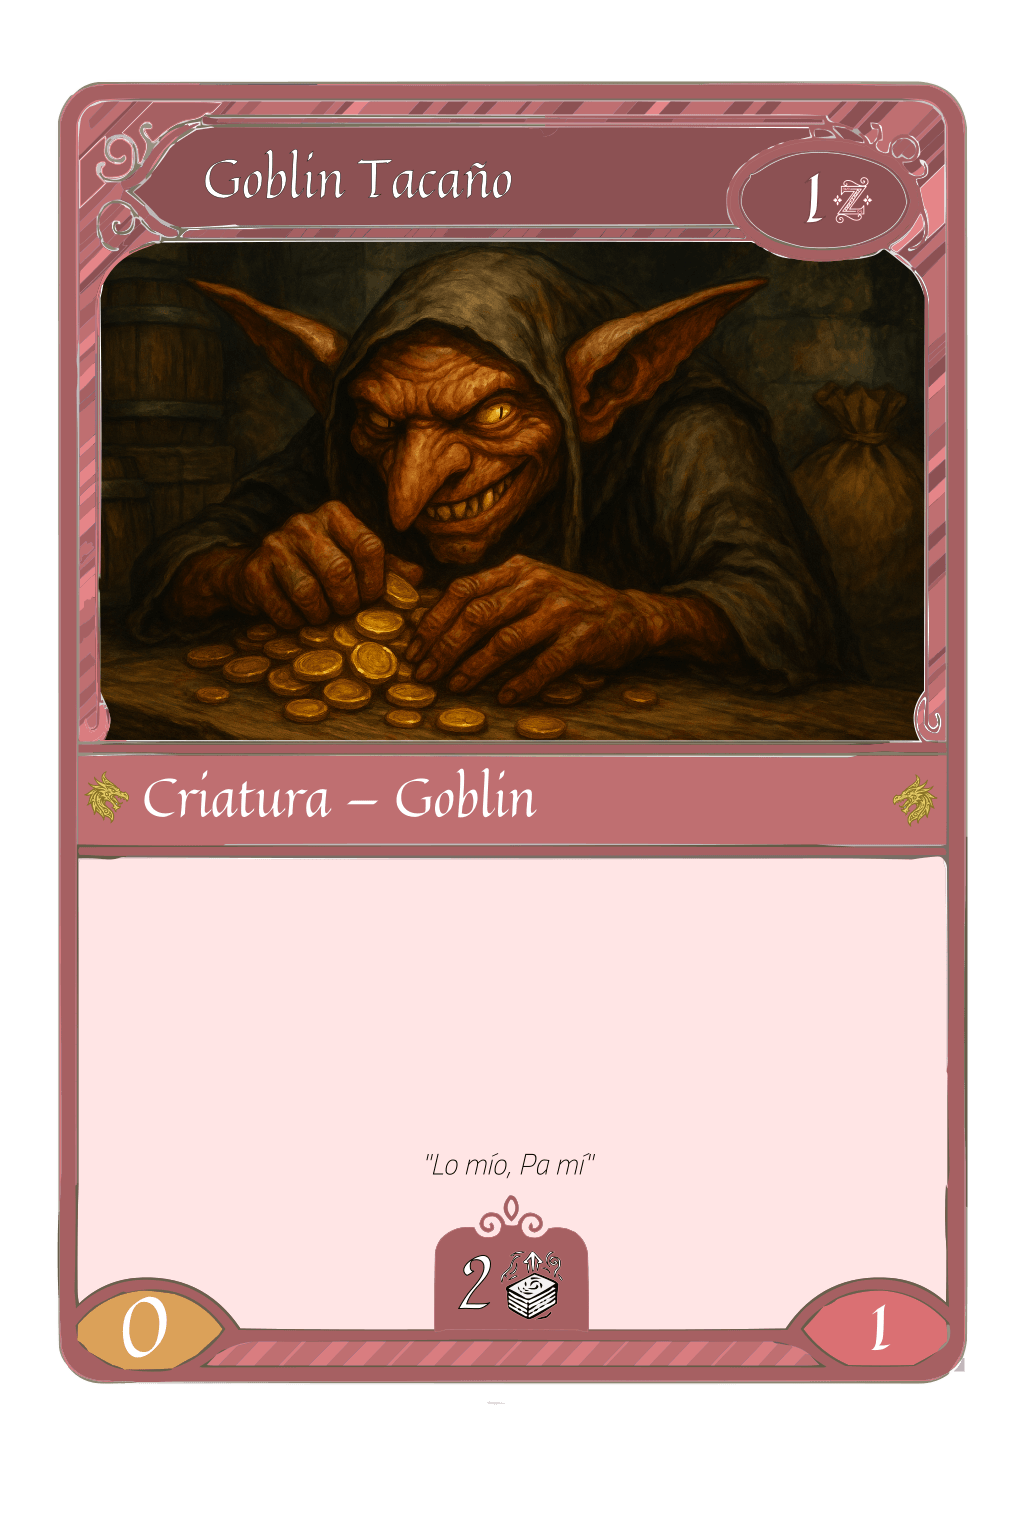 Goblin Tacaño
1 Z
Criatura – Goblin
"Lo mío, Pa mí"
2
0
1